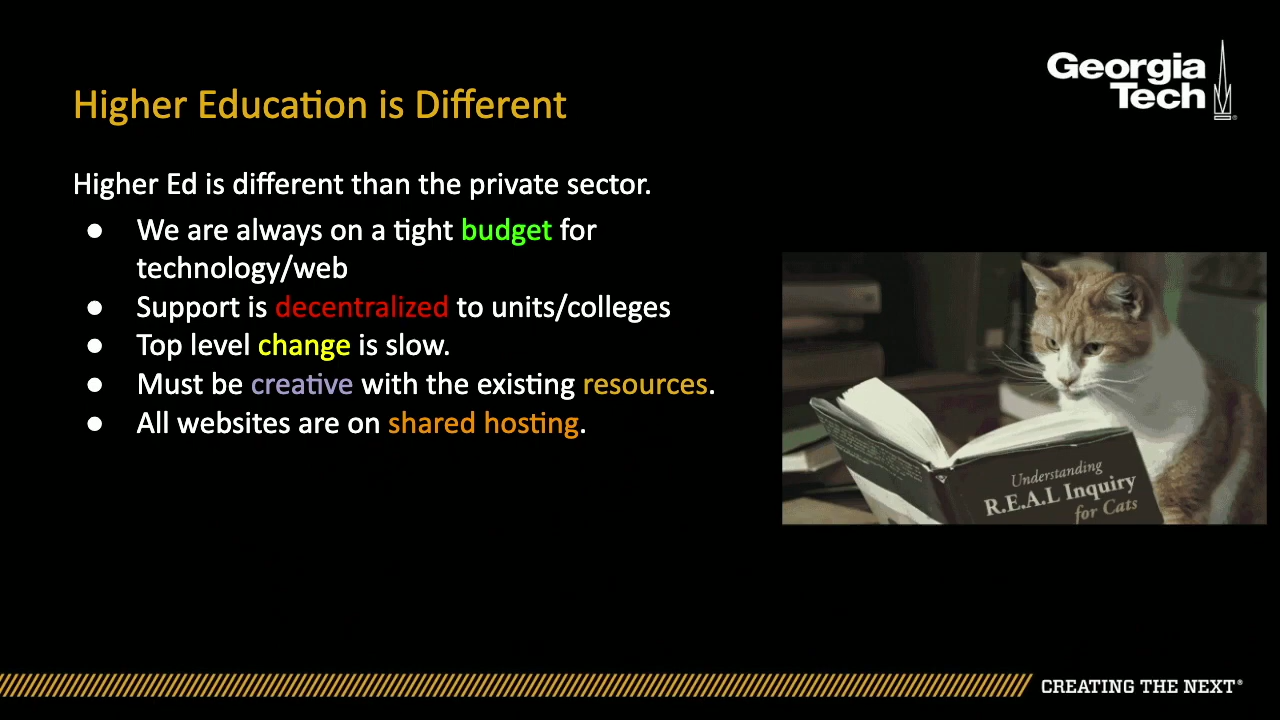 Georgia
Tech
Higher Education is Different
Higher Ed is different than the private sector.
● We are always on a tight budget for
technology/web
● Support is decentralized to units/colleges
● Top level change is slow.
● Must be creative with the existing resources.
● All websites are on shared hosting.
Understanding
R.E.A.L Inquiry
for Cats
CREATING THE NEXT®